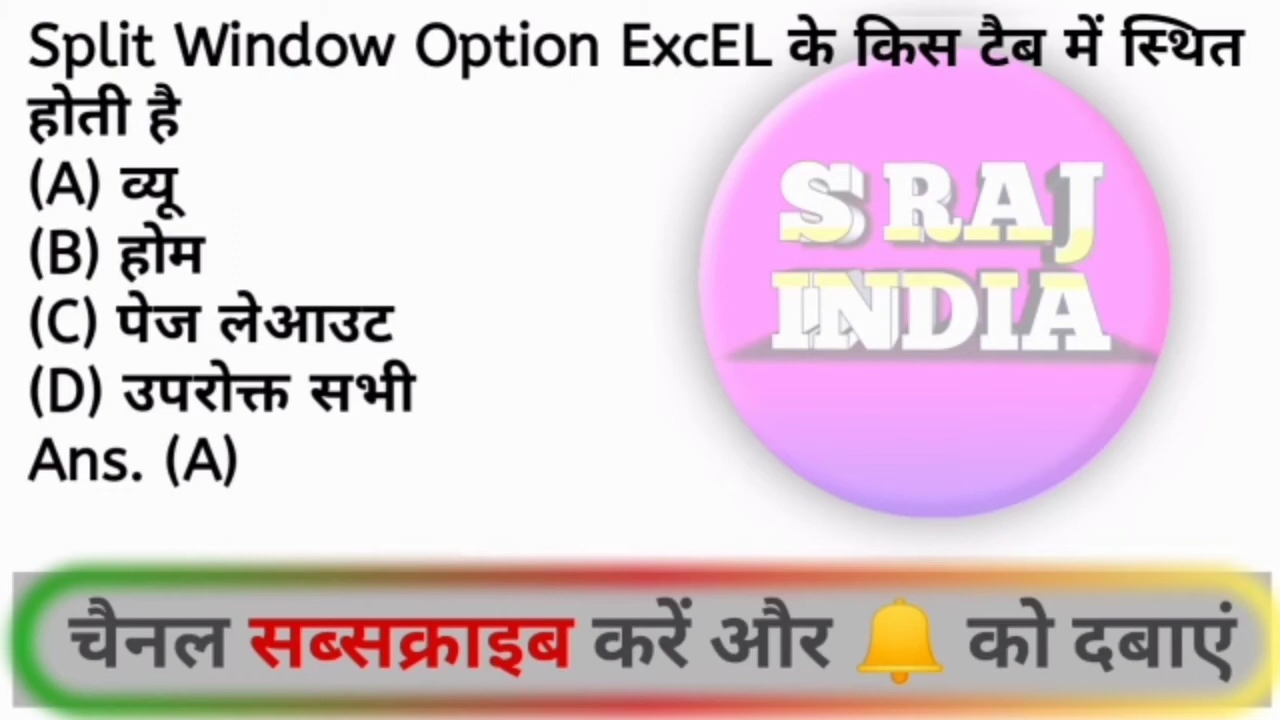 Split Window Option ExcEL के किस टैब में स्थित
होती है
(A) व्यू
(B) होम
(C) पेज लेआउट
(D) उपरोक्त सभी
Ans. (A)
S RAJ
INDIA
चैनल सब्सक्राइब करें और 🔔 को दबाएं